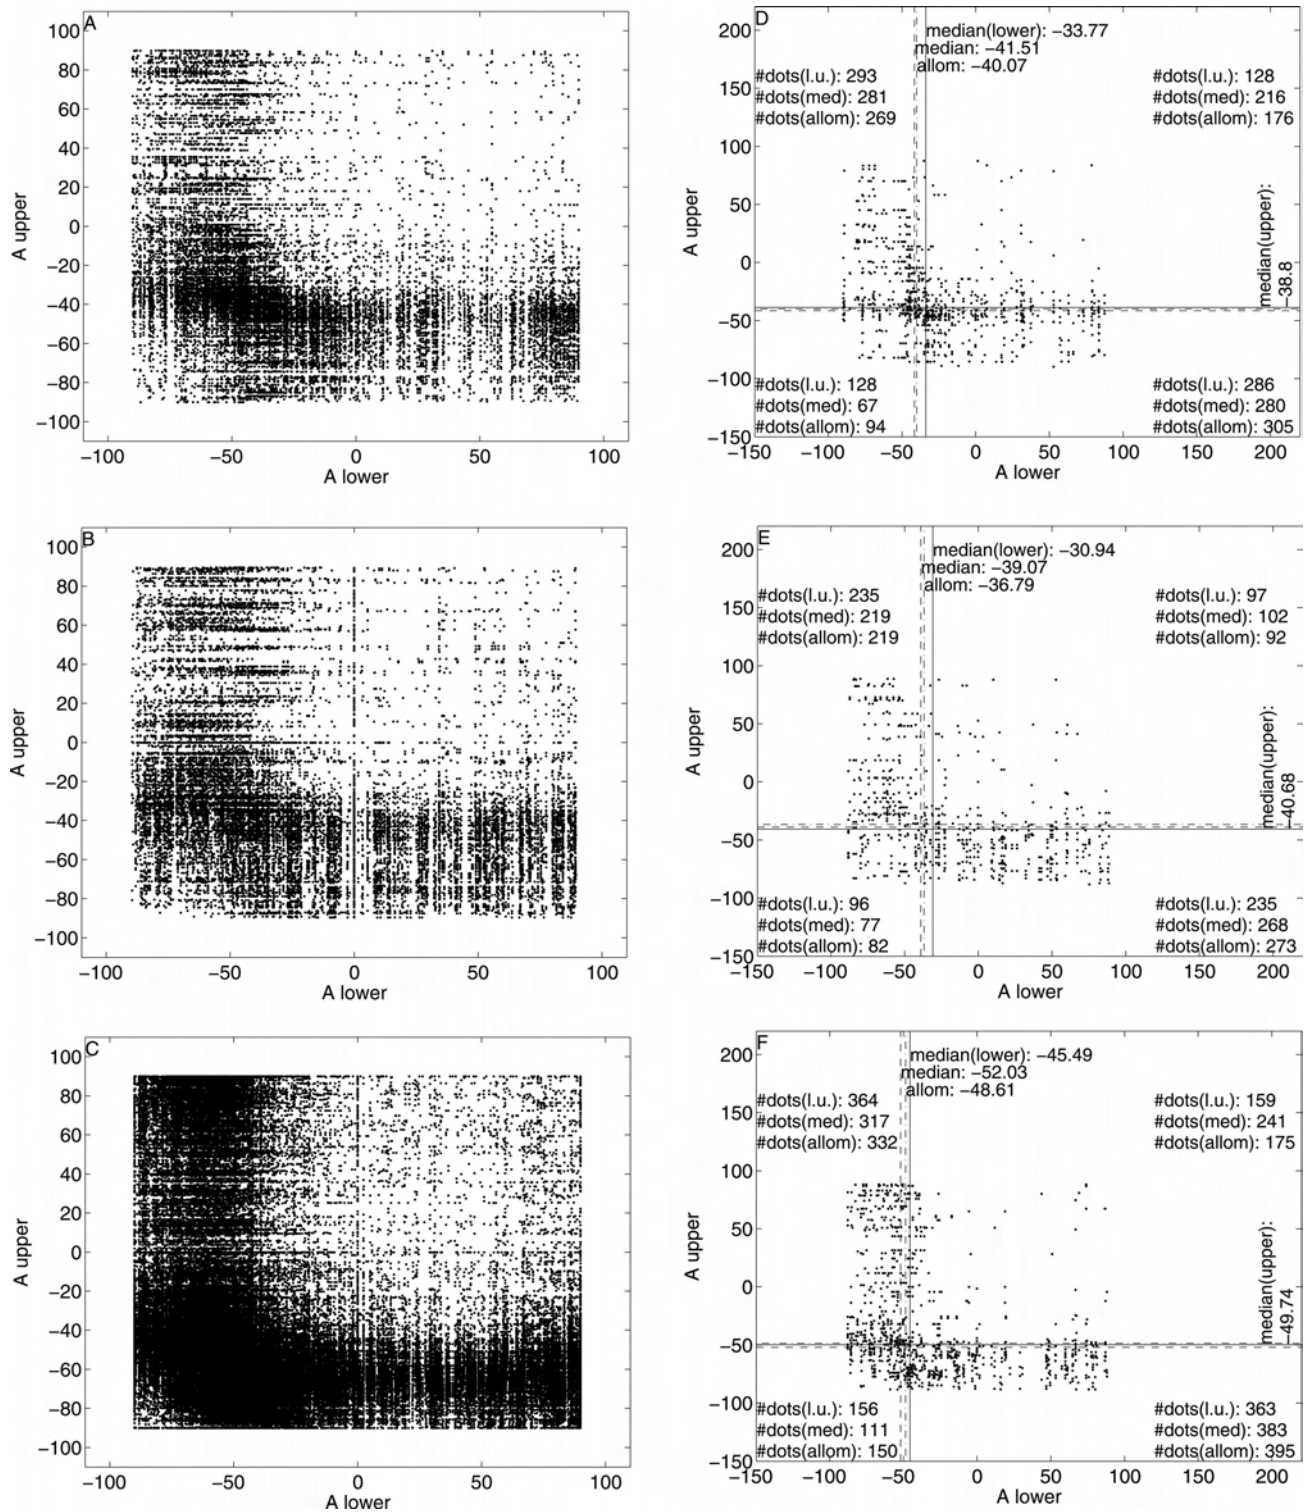 A
100
80
60
40
20
0
−20
−40
−60
−80
−100
A upper
−100
−50
0
50
100
A lower
D
200
150
100
50
0
−50
−100
−150
A upper
median(lower): −33.77
median: −41.51
allom: −40.07
#dots(l.u.): 293
#dots(med): 281
#dots(allom): 269
#dots(l.u.): 128
#dots(med): 216
#dots(allom): 176
median(upper):
−38.8
#dots(l.u.): 128
#dots(med): 67
#dots(allom): 94
#dots(l.u.): 286
#dots(med): 280
#dots(allom): 305
−150
−100
−50
0
50
100
150
200
A lower
B
100
80
60
40
20
0
−20
−40
−60
−80
−100
A upper
−100
−50
0
50
100
A lower
E
200
150
100
50
0
−50
−100
−150
A upper
median(lower): −30.94
median: −39.07
allom: −36.79
#dots(l.u.): 235
#dots(med): 219
#dots(allom): 219
#dots(l.u.): 97
#dots(med): 102
#dots(allom): 92
median(upper):
−40.68
#dots(l.u.): 96
#dots(med): 77
#dots(allom): 82
#dots(l.u.): 235
#dots(med): 268
#dots(allom): 273
−150
−100
−50
0
50
100
150
200
A lower
C
100
80
60
40
20
0
−20
−40
−60
−80
−100
A upper
−100
−50
0
50
100
A lower
F
200
150
100
50
0
−50
−100
−150
A upper
median(lower): −45.49
median: −52.03
allom: −48.61
#dots(l.u.): 364
#dots(med): 317
#dots(allom): 332
#dots(l.u.): 159
#dots(med): 241
#dots(allom): 175
median(upper):
−49.74
#dots(l.u.): 156
#dots(med): 111
#dots(allom): 150
#dots(l.u.): 363
#dots(med): 383
#dots(allom): 395
−150
−100
−50
0
50
100
150
200
A lower